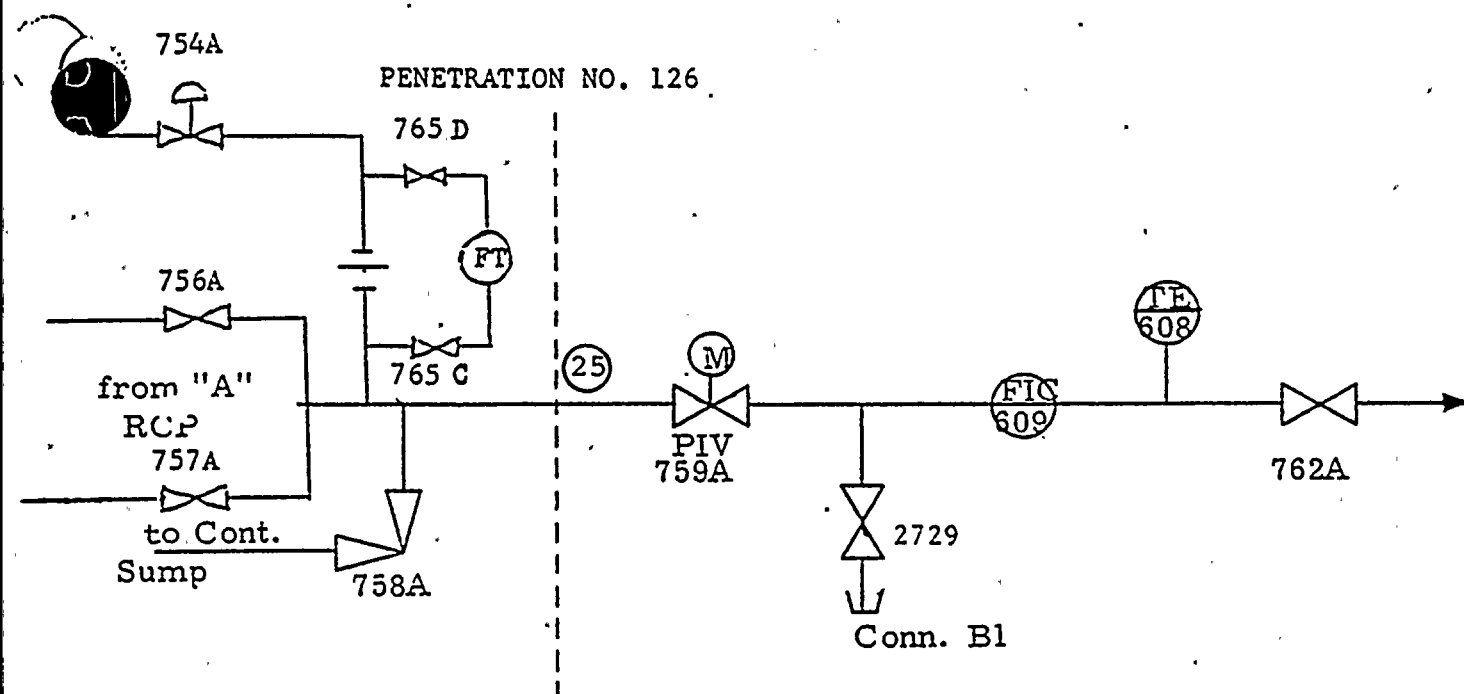 754A
PENETRATION NO. 126
765 D
FT
756A
765 C
25
from "A"
RCP
757A
M
PIV
759A
FIC
609
TE
608
762A
to Cont.
Sump
758A
2729
Conn. B1